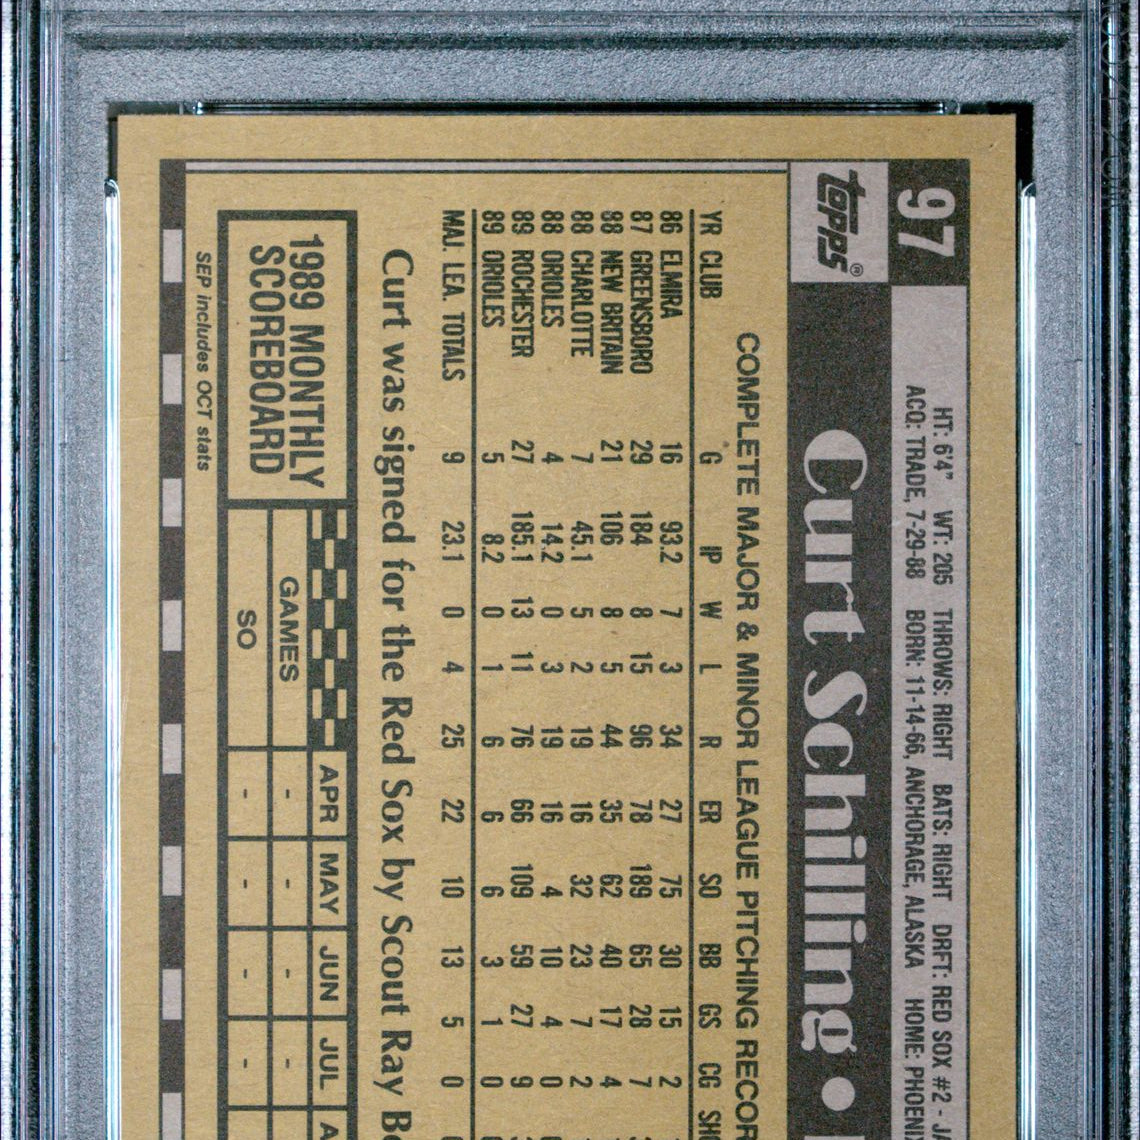 97
topps®
HT: 6'4" WT: 205 THROWS: RIGHT BATS: RIGHT DRFT: RED SOX #2 -
ACQ: TRADE, 7-29-88 BORN: 11-14-66, ANCHORAGE, ALASKA HOME:
Curt Schilling •
COMPLETE MAJOR & MINOR LEAGUE PITCHING
YR CLUB G IP W L R ER SO BB GS CG
86 ELMIRA 16 93.2 7 3 34 27 75 30 15 2
87 GREENSBORO 29 184 8 15 96 78 189 65 28 7
88 NEW BRITAIN 21 106 8 5 44 35 62 40 17 4
88 CHARLOTTE 7 45.1 5 2 19 16 32 23 7 2
88 ORIOLES 4 14.2 0 3 19 16 4 10 4 0
89 ROCHESTER 27 185.1 13 11 76 66 109 59 27 9
89 ORIOLES 5 8.2 0 1 6 6 6 3 1 0
MAJ. LEA. TOTALS 9 23.1 0 4 25 22 10 13 5 0
Curt was signed for the Red Sox by Scout Ray
1989 MONTHLY
SCOREBOARD
APR MAY JUN JUL
GAMES - - - -
SO - - - -
SEP includes OCT stats